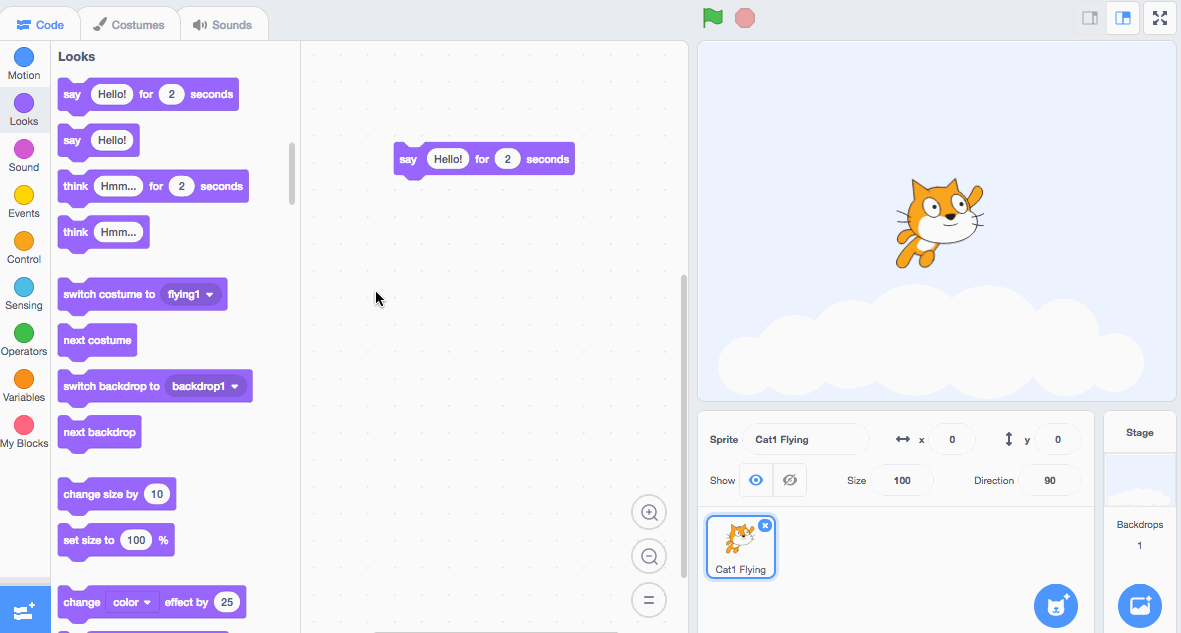 Code
Costumes
Sounds
Motion
Looks
Sound
Events
Control
Sensing
Operators
Variables
My Blocks
Looks
say Hello! for 2 seconds
say Hello!
think Hmm... for 2 seconds
think Hmm...
switch costume to flying1
next costume
switch backdrop to backdrop1
next backdrop
change size by 10
set size to 100 %
change color effect by 25
say Hello! for 2 seconds
Sprite Cat1 Flying x 0 y 0
Show Size 100 Direction 90
Cat1 Flying
Stage
Backdrops
1